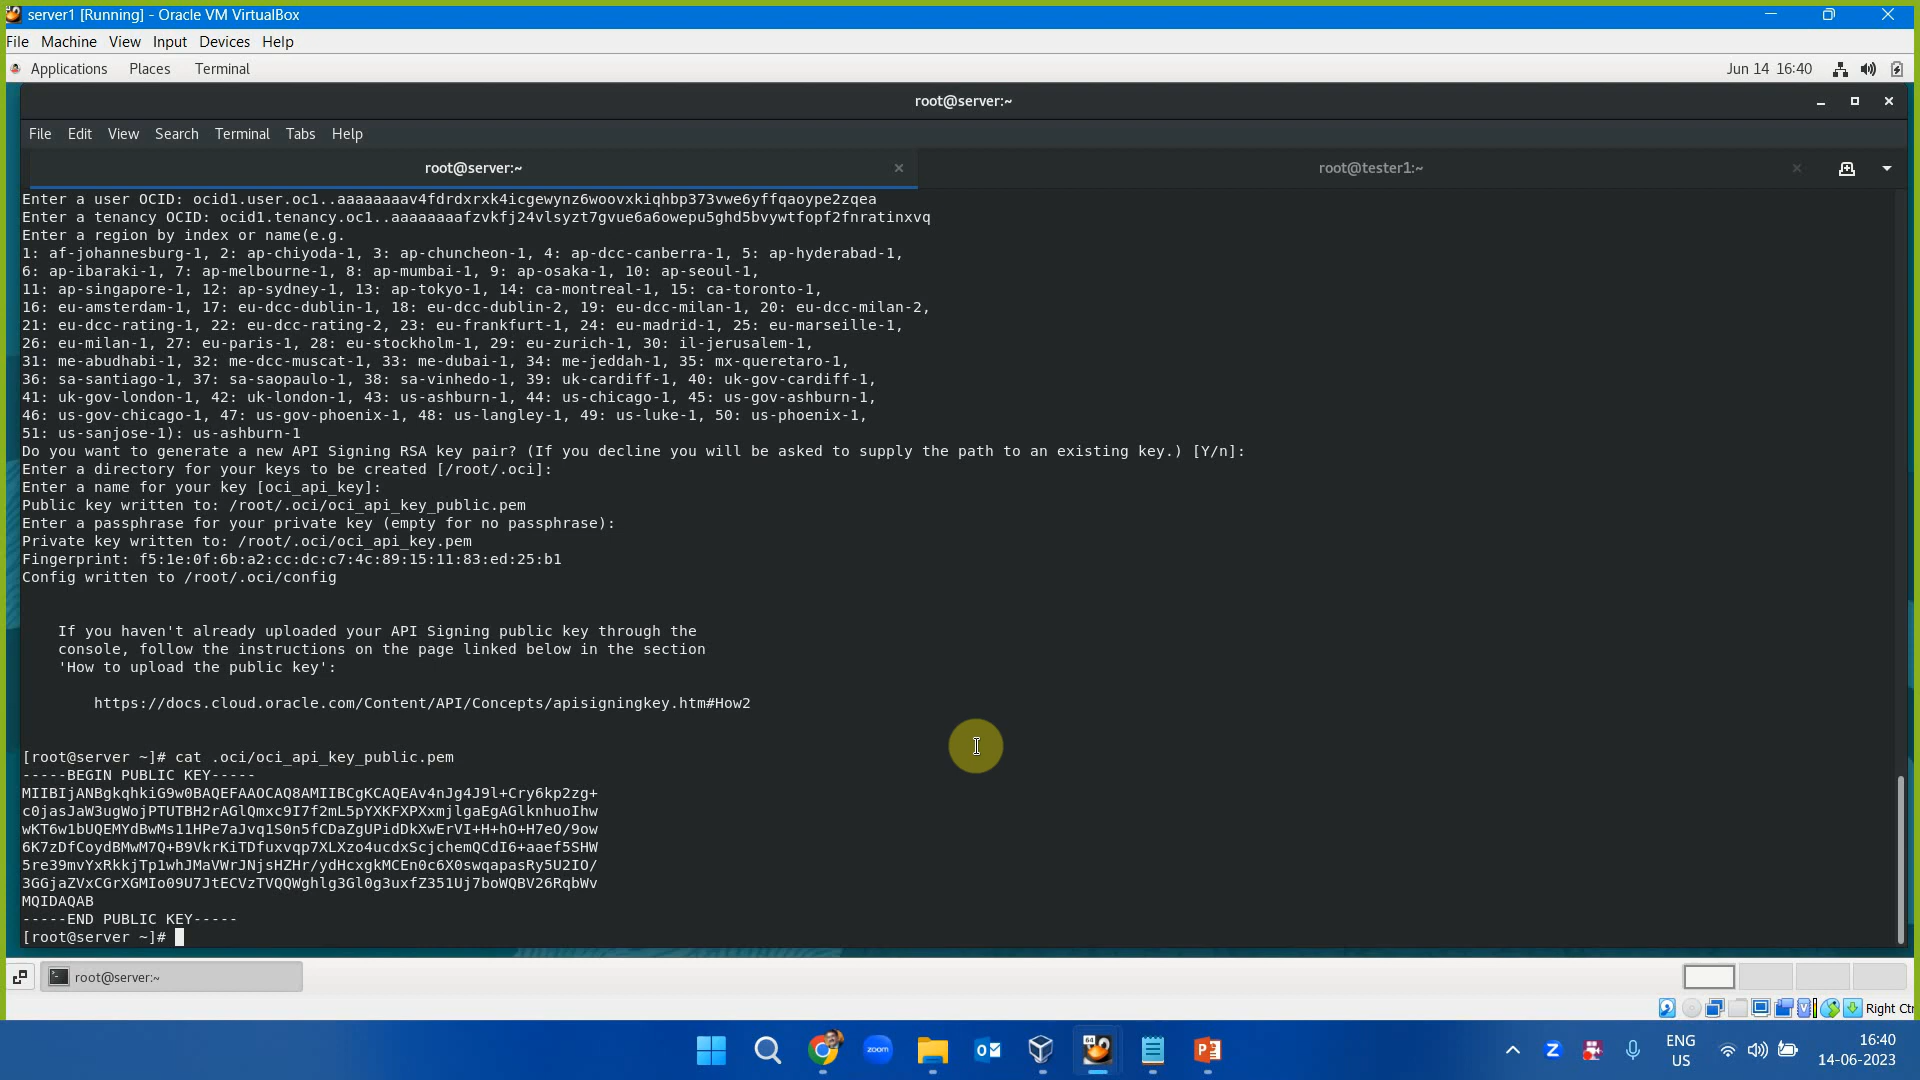 server1 [Running] - Oracle VM VirtualBox
File Machine View Input Devices Help
Applications Places Terminal
Jun 14 16:40
root@server:~
File Edit View Search Terminal Tabs Help
root@server:~
root@tester1:~
Enter a user OCID: ocid1.user.oc1..aaaaaaaav4fdrdxrxk4icgewynz6woovxkiqhbp373vwe6yffqaoype2zqea
Enter a tenancy OCID: ocid1.tenancy.oc1..aaaaaaaafzvkfj24vlsyzt7gvue6a6owepu5ghd5bvywtfopf2fnratinxvq
Enter a region by index or name(e.g.
1: af-johannesburg-1, 2: ap-chiyoda-1, 3: ap-chuncheon-1, 4: ap-dcc-canberra-1, 5: ap-hyderabad-1,
6: ap-ibaraki-1, 7: ap-melbourne-1, 8: ap-mumbai-1, 9: ap-osaka-1, 10: ap-seoul-1,
11: ap-singapore-1, 12: ap-sydney-1, 13: ap-tokyo-1, 14: ca-montreal-1, 15: ca-toronto-1,
16: eu-amsterdam-1, 17: eu-dcc-dublin-1, 18: eu-dcc-dublin-2, 19: eu-dcc-milan-1, 20: eu-dcc-milan-2,
21: eu-dcc-rating-1, 22: eu-dcc-rating-2, 23: eu-frankfurt-1, 24: eu-madrid-1, 25: eu-marseille-1,
26: eu-milan-1, 27: eu-paris-1, 28: eu-stockholm-1, 29: eu-zurich-1, 30: il-jerusalem-1,
31: me-abudhabi-1, 32: me-dcc-muscat-1, 33: me-dubai-1, 34: me-jeddah-1, 35: mx-queretaro-1,
36: sa-santiago-1, 37: sa-saopaulo-1, 38: sa-vinhedo-1, 39: uk-cardiff-1, 40: uk-gov-cardiff-1,
41: uk-gov-london-1, 42: uk-london-1, 43: us-ashburn-1, 44: us-chicago-1, 45: us-gov-ashburn-1,
46: us-gov-chicago-1, 47: us-gov-phoenix-1, 48: us-langley-1, 49: us-luke-1, 50: us-phoenix-1,
51: us-sanjose-1): us-ashburn-1
Do you want to generate a new API Signing RSA key pair? (If you decline you will be asked to supply the path to an existing key.) [Y/n]:
Enter a directory for your keys to be created [/root/.oci]:
Enter a name for your key [oci_api_key]:
Public key written to: /root/.oci/oci_api_key_public.pem
Enter a passphrase for your private key (empty for no passphrase):
Private key written to: /root/.oci/oci_api_key.pem
Fingerprint: f5:1e:0f:6b:a2:cc:dc:c7:4c:89:15:11:83:ed:25:b1
Config written to /root/.oci/config
If you haven't already uploaded your API Signing public key through the
console, follow the instructions on the page linked below in the section
'How to upload the public key':
https://docs.cloud.oracle.com/Content/API/Concepts/apisigningkey.htm#How2
[root@server ~]# cat .oci/oci_api_key_public.pem
-----BEGIN PUBLIC KEY-----
MIIBIjANBgkqhkiG9w0BAQEFAAOCAQ8AMIIBCgKCAQEAv4nJg4J9l+Cry6kp2zg+
c0jasJaW3ugWojPTUTBH2rAGlQmxc9I7f2mL5pYXKFXPXxmjlgaEgAGlknhuoIhw
wKT6w1bUQEMYdBwMs11HPe7aJvq1S0n5fCDaZgUPidDkXwErVI+H+hO+H7eO/9ow
6K7zDfCoydBMwM7Q+B9VkrKiTDfuxvqp7XLXzo4ucdxScjchemQCdI6+aaef5SHW
5re39mvYxRkkjTp1whJMaVWrJNjsHZHr/ydHcxgkMCEn0c6X0swqapasRy5U2IO/
3GGjaZVxCGrXGMIo09U7JtECVzTVQQWghlg3Gl0g3uxfZ351Uj7boWQBV26RqbWv
MQIDAQAB
-----END PUBLIC KEY-----
[root@server ~]#
root@server:~
Right Ctr
zoom
64
ENG
US
16:40
14-06-2023